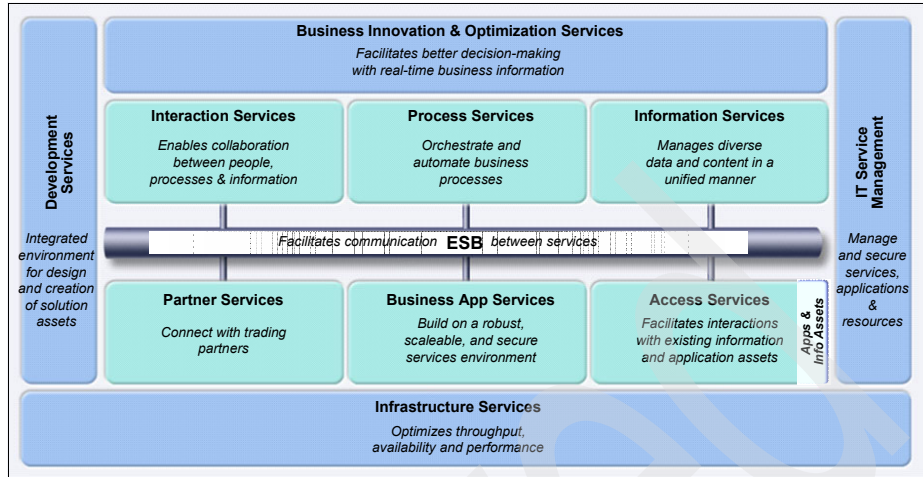 Business Innovation & Optimization Services
Facilitates better decision-making
with real-time business information
Development
Services
Integrated
environment
for design
and creation
of solution
assets
Interaction Services
Enables collaboration
between people,
processes & information
Process Services
Orchestrate and
automate business
processes
Information Services
Manages diverse
data and content in a
unified manner
IT Service
Management
Manage
and secure
services,
applications
&
resources
Facilitates communication ESB between services
Partner Services
Connect with trading
partners
Business App Services
Build on a robust,
scaleable, and secure
services environment
Access Services
Facilitates interactions
with existing information
and application assets
Apps &
Info Assets
Infrastructure Services
Optimizes throughput,
availability and performance